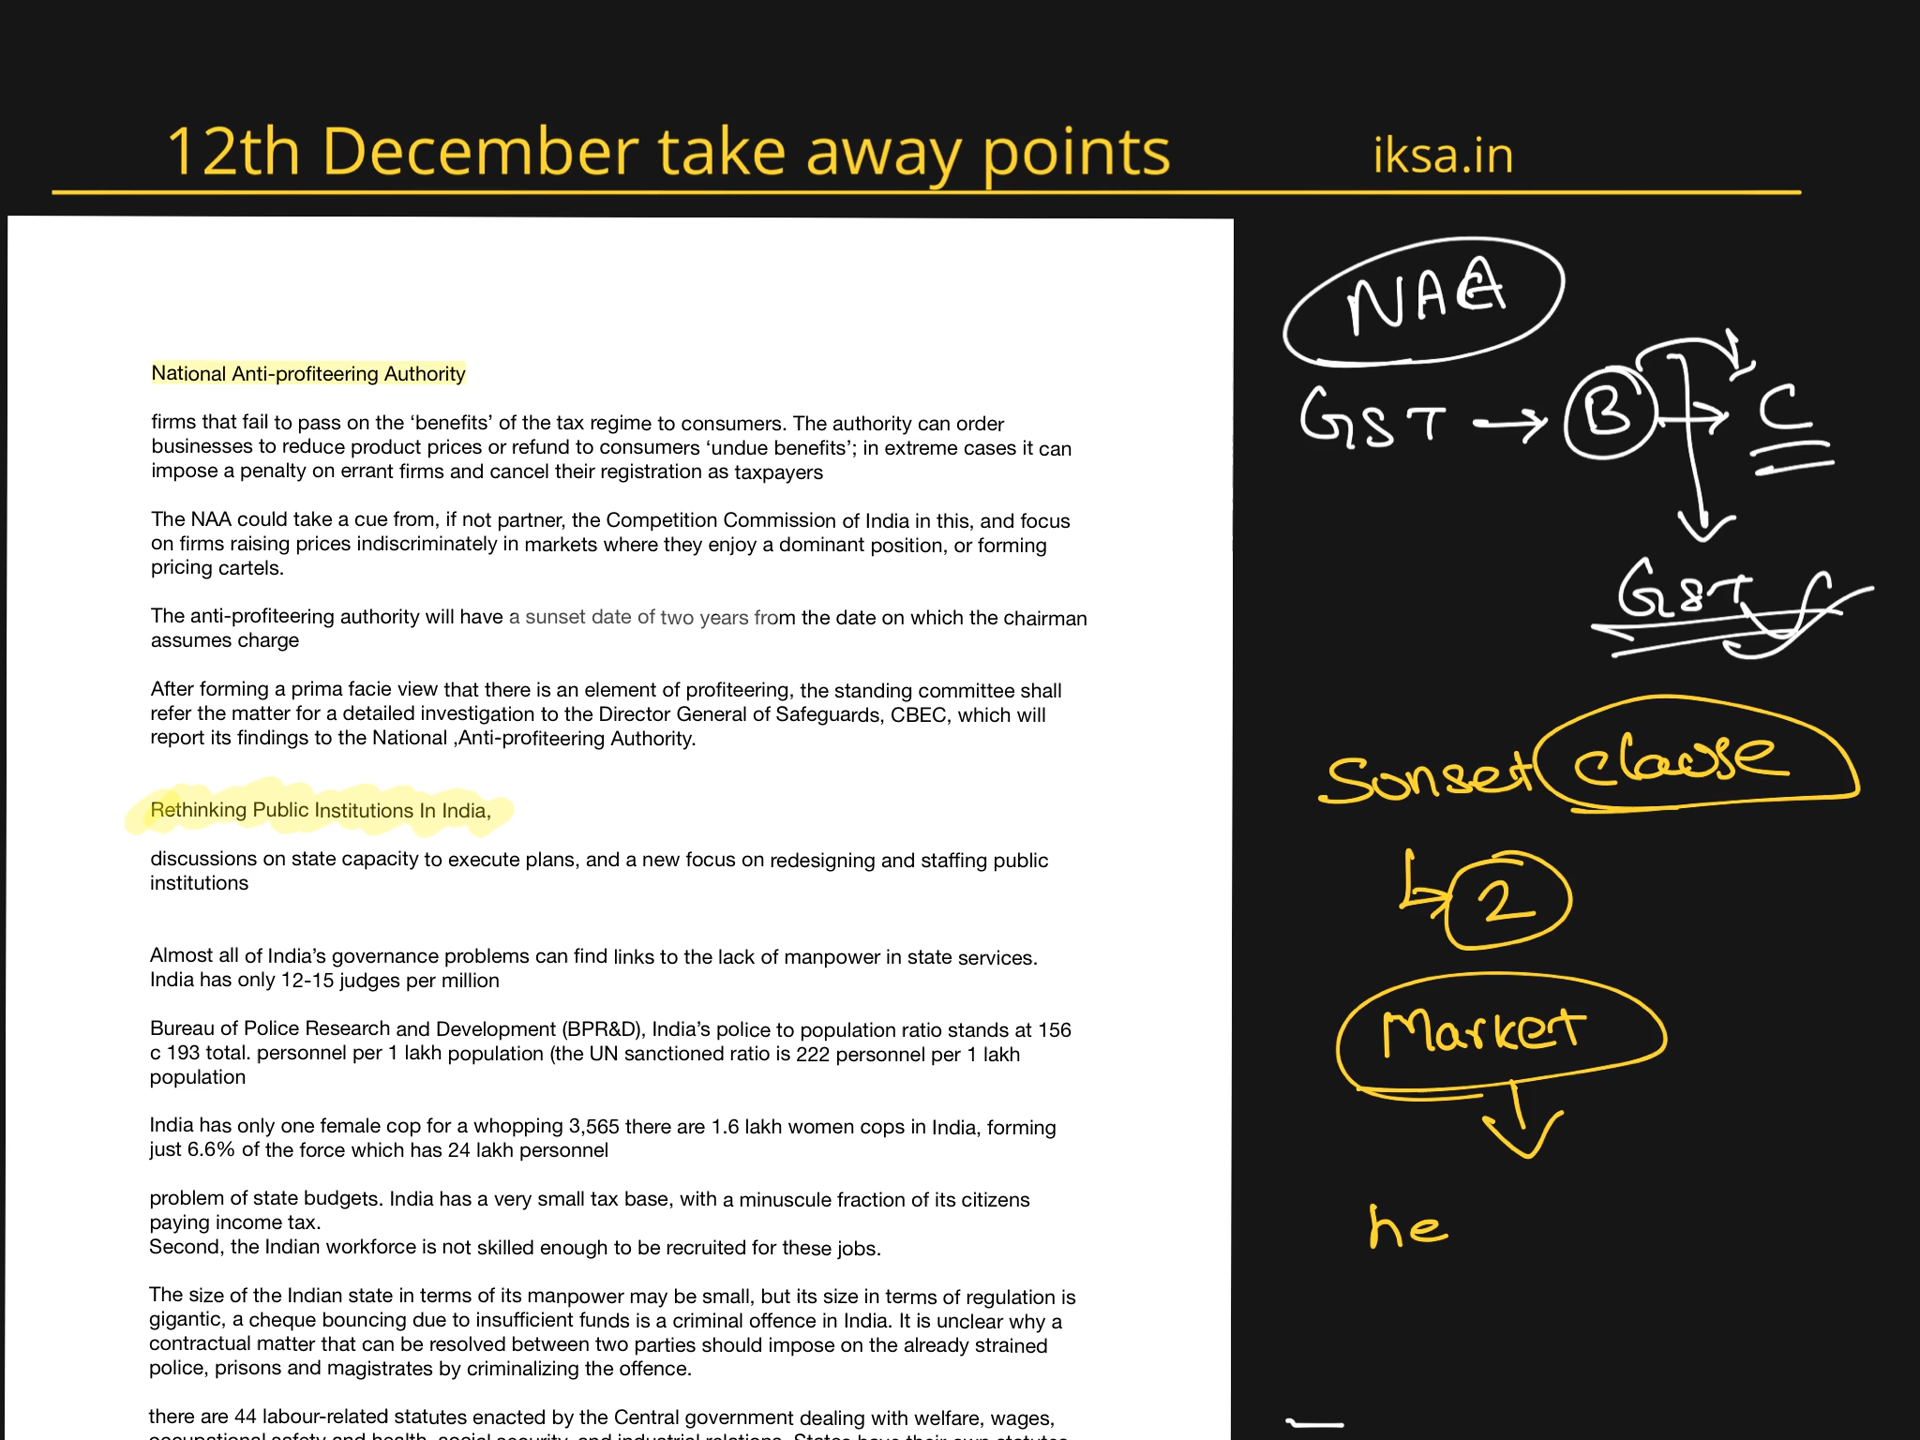 12th December take away points
iksa.in
National Anti-profiteering Authority
firms that fail to pass on the ‘benefits’ of the tax regime to consumers. The authority can order
businesses to reduce product prices or refund to consumers ‘undue benefits’; in extreme cases it can
impose a penalty on errant firms and cancel their registration as taxpayers
The NAA could take a cue from, if not partner, the Competition Commission of India in this, and focus
on firms raising prices indiscriminately in markets where they enjoy a dominant position, or forming
pricing cartels.
The anti-profiteering authority will have a sunset date of two years from the date on which the chairman
assumes charge
After forming a prima facie view that there is an element of profiteering, the standing committee shall
refer the matter for a detailed investigation to the Director General of Safeguards, CBEC, which will
report its findings to the National ,Anti-profiteering Authority.
Rethinking Public Institutions In India,
discussions on state capacity to execute plans, and a new focus on redesigning and staffing public
institutions
Almost all of India’s governance problems can find links to the lack of manpower in state services.
India has only 12-15 judges per million
Bureau of Police Research and Development (BPR&D), India’s police to population ratio stands at 156
c 193 total. personnel per 1 lakh population (the UN sanctioned ratio is 222 personnel per 1 lakh
population
India has only one female cop for a whopping 3,565 there are 1.6 lakh women cops in India, forming
just 6.6% of the force which has 24 lakh personnel
problem of state budgets. India has a very small tax base, with a minuscule fraction of its citizens
paying income tax.
Second, the Indian workforce is not skilled enough to be recruited for these jobs.
The size of the Indian state in terms of its manpower may be small, but its size in terms of regulation is
gigantic, a cheque bouncing due to insufficient funds is a criminal offence in India. It is unclear why a
contractual matter that can be resolved between two parties should impose on the already strained
police, prisons and magistrates by criminalizing the offence.
there are 44 labour-related statutes enacted by the Central government dealing with welfare, wages,
occupational safety and health, social security, and industrial relations. States have their own statutes
NAA
GST → B → C
GST
Sunset clause
2
Market
he